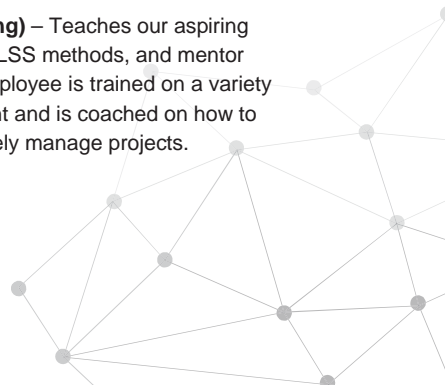 ng) – Teaches our aspiring
LSS methods, and mentor
ployee is trained on a variety
nt and is coached on how to
ely manage projects.